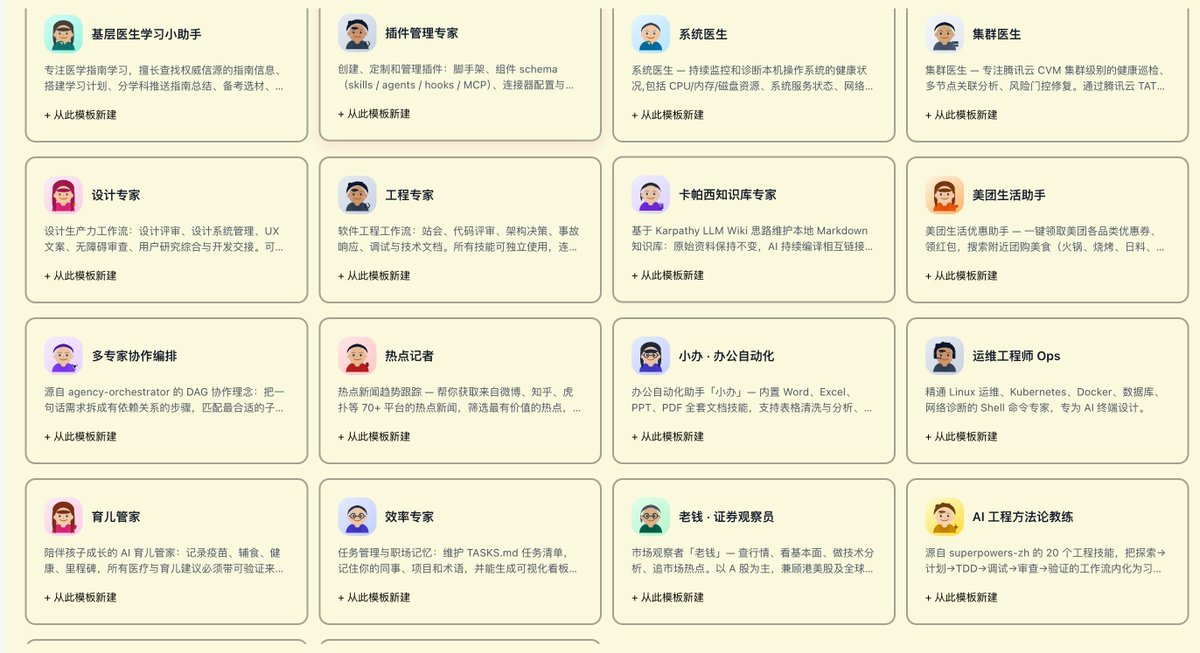 基层医生学习小助手
专注医学指南学习，擅长查找权威信源的指南信息、
搭建学习计划、分学科推送指南总结、备考选材、...
+ 从此模板新建
插件管理专家
创建、定制和管理插件：脚手架、组件 schema
（skills / agents / hooks / MCP）、连接器配置与...
+ 从此模板新建
系统医生
系统医生 — 持续监控和诊断本机操作系统的健康状
况,包括 CPU/内存/磁盘资源、系统服务状态、网络...
+ 从此模板新建
集群医生
集群医生 — 专注腾讯云 CVM 集群级别的健康巡检、
多节点关联分析、风险门控修复。通过腾讯云 TAT...
+ 从此模板新建
设计专家
设计生产力工作流：设计评审、设计系统管理、UX
文案、无障碍审查、用户研究综合与开发交接。可...
+ 从此模板新建
工程专家
软件工程工作流：站会、代码评审、架构决策、事故
响应、调试与技术文档。所有技能可独立使用，连...
+ 从此模板新建
卡帕西知识库专家
基于 Karpathy LLM Wiki 思路维护本地 Markdown
知识库：原始资料保持不变，AI 持续编译相互链接...
+ 从此模板新建
美团生活助手
美团生活优惠助手 — 一键领取美团各品类优惠券、
领红包，搜索附近团购美食（火锅、烧烤、日料、...
+ 从此模板新建
多专家协作编排
源自 agency-orchestrator 的 DAG 协作理念：把一
句话需求拆成有依赖关系的步骤，匹配最合适的子...
+ 从此模板新建
热点记者
热点新闻趋势跟踪 — 帮你获取来自微博、知乎、虎
扑等 70+ 平台的热点新闻，筛选最有价值的热点，...
+ 从此模板新建
小办 · 办公自动化
办公自动化助手「小办」— 内置 Word、Excel、
PPT、PDF 全套文档技能，支持表格清洗与分析、...
+ 从此模板新建
运维工程师 Ops
精通 Linux 运维、Kubernetes、Docker、数据库、
网络诊断的 Shell 命令专家，专为 AI 终端设计。
+ 从此模板新建
育儿管家
陪伴孩子成长的 AI 育儿管家：记录疫苗、辅食、健
康、里程碑，所有医疗与育儿建议必须带可验证来...
+ 从此模板新建
效率专家
任务管理与职场记忆：维护 TASKS.md 任务清单，
记住你的同事、项目和术语，并能生成可视化看板...
+ 从此模板新建
老钱 · 证券观察员
市场观察者「老钱」— 查行情、看基本面、做技术分
析、追市场热点。以 A 股为主，兼顾港美股及全球...
+ 从此模板新建
AI 工程方法论教练
源自 superpowers-zh 的 20 个工程技能，把探索→
计划→TDD→调试→审查→验证的工作流内化为习...
+ 从此模板新建